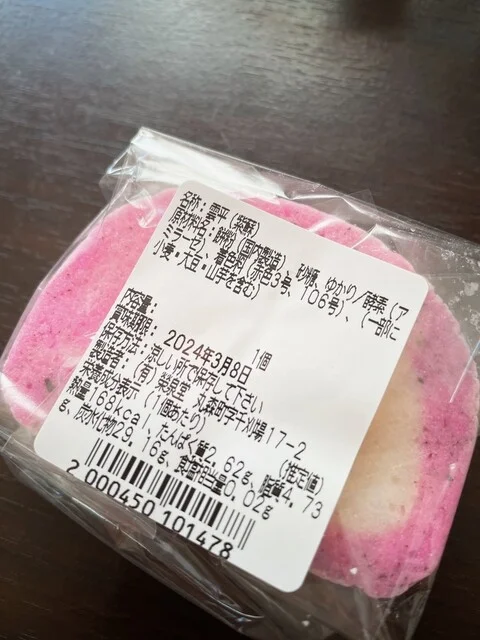 名称：雲平（紫蘇）
原材料名：餅粉（国内製造）、砂糖、ゆかり／酵素（ア
ミラーゼ）、着色料（赤色3号、106号）、（一部に
小麦・大豆・山芋を含む）
内容量： 1個
賞味期限： 2024年3月8日
保存方法：涼しい所で保存して下さい
製造者：（有） 丸森町字千刈場17-2
栄養成分表示（1個あたり） （推定値）
熱量168kcal、たんぱく質2.62g、脂質4.73
g、炭水化物29.16g、食塩相当量0.02g
2 000450 101478